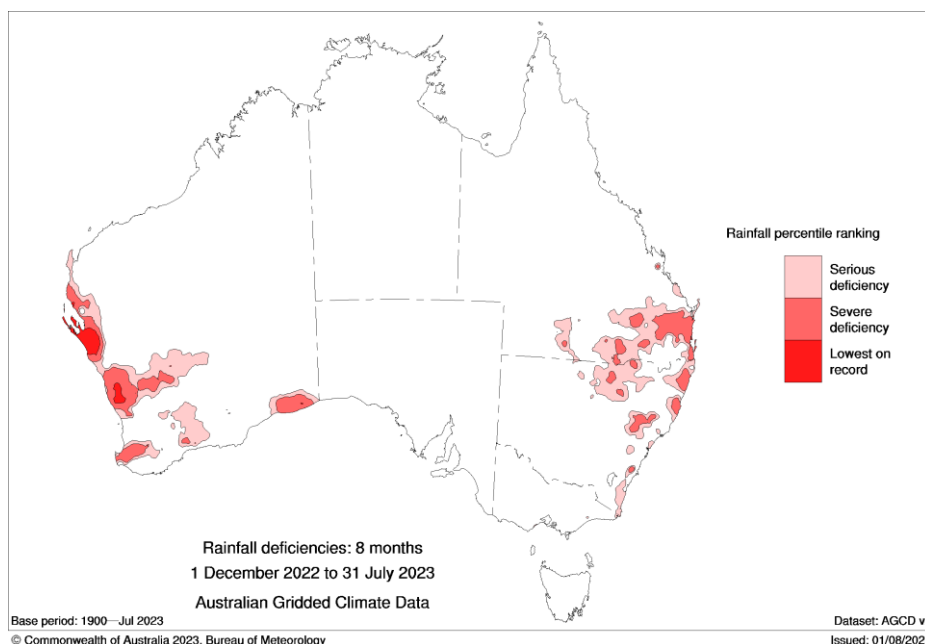 Rainfall percentile ranking
Serious
deficiency
Severe
deficiency
Lowest on
record
Rainfall deficiencies: 8 months
1 December 2022 to 31 July 2023
Australian Gridded Climate Data
Base period: 1900—Jul 2023
Dataset: AGCD v
© Commonwealth of Australia 2023, Bureau of Meteorology
Issued: 01/08/202